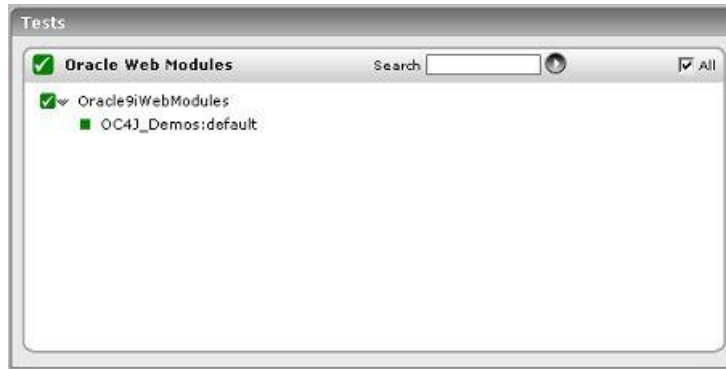 Tests
Oracle Web Modules Search All
Oracle9iWebModules
OC4J_Demos:default